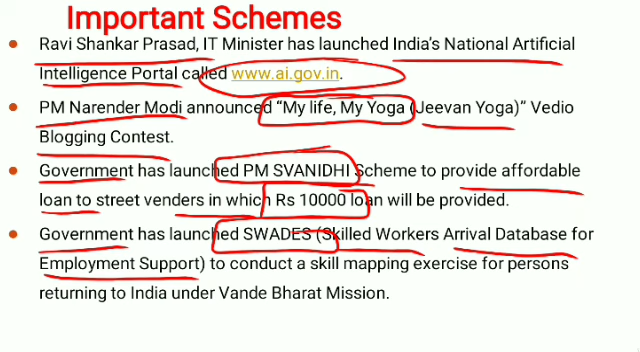 Important Schemes
Ravi Shankar Prasad, IT Minister has launched India's National Artificial
Intelligence Portal called www.ai.gov.in.
PM Narender Modi announced “My life, My Yoga (Jeevan Yoga)” Vedio
Blogging Contest.
Government has launched PM SVANIDHI Scheme to provide affordable
loan to street venders in which Rs 10000 loan will be provided.
Government has launched SWADES (Skilled Workers Arrival Database for
Employment Support) to conduct a skill mapping exercise for persons
returning to India under Vande Bharat Mission.